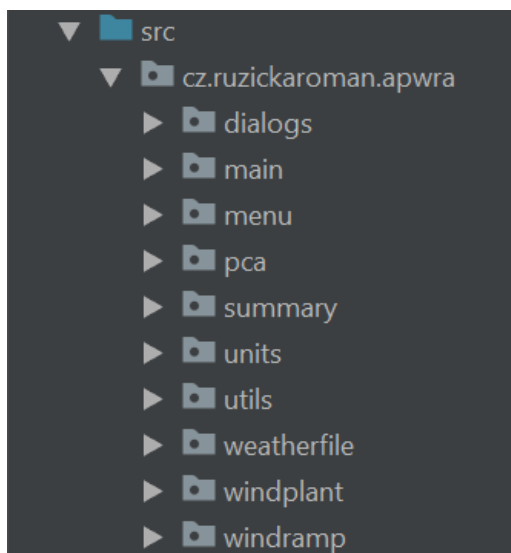 src
cz.ruzickaroman.apwra
dialogs
main
menu
pca
summary
units
utils
weatherfile
windplant
windramp